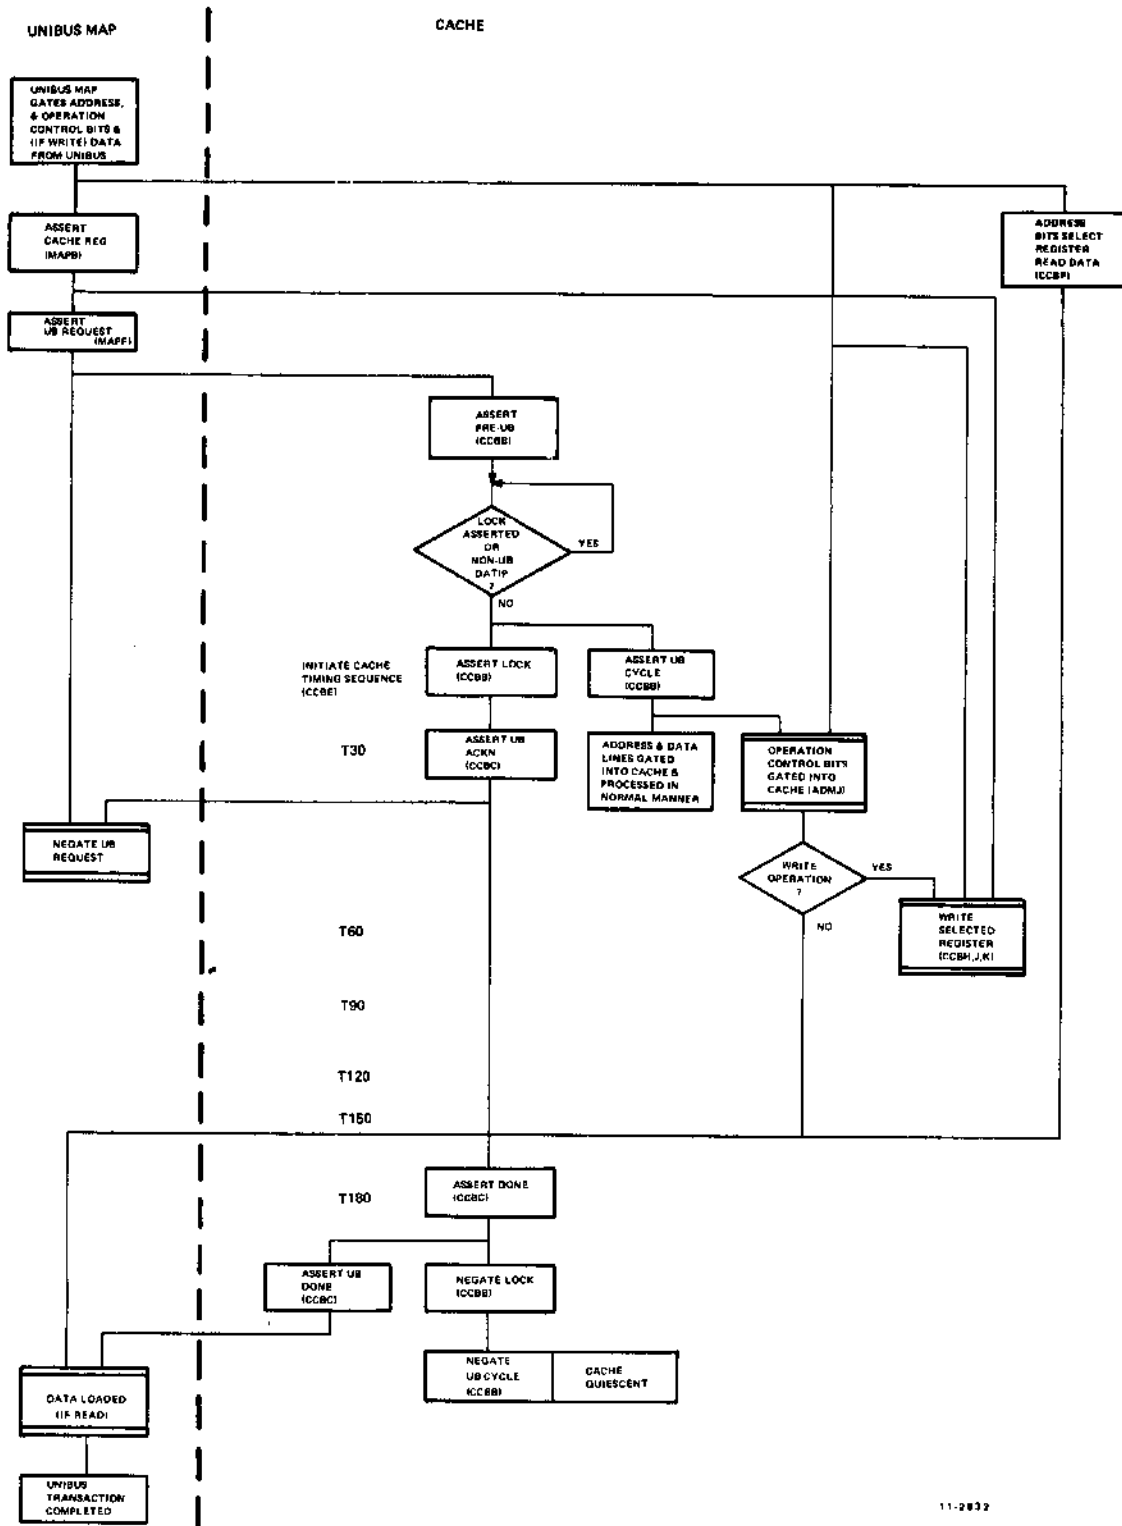 UNIBUS MAP
CACHE
UNIBUS MAP
GATES ADDRESS,
& OPERATION
CONTROL BITS &
(IF WRITE) DATA
FROM UNIBUS
ASSERT
CACHE REG
(MAPB)
ADDRESS
BITS SELECT
REGISTER
READ DATA
(CCBF)
ASSERT
UB REQUEST
(MAPF)
ASSERT
PRE-UB
(CCBB)
LOCK
ASSERTED
OR
NON-UB
DATIP
?
YES
NO
INITIATE CACHE
TIMING SEQUENCE
(CCBE)
ASSERT LOCK
(CCBB)
ASSERT UB
CYCLE
(CCBB)
T30
ASSERT UB
ACKN
(CCBC)
ADDRESS & DATA
LINES GATED
INTO CACHE &
PROCESSED IN
NORMAL MANNER
OPERATION
CONTROL BITS
GATED INTO
CACHE (ADMJ)
NEGATE UB
REQUEST
WRITE
OPERATION
?
YES
NO
WRITE
SELECTED
REGISTER
(CCBH,J,K)
T60
T90
T120
T150
T180
ASSERT DONE
(CCBC)
ASSERT UB
DONE
(CCBC)
NEGATE LOCK
(CCBB)
NEGATE
UB CYCLE
(CCBB)
CACHE
QUIESCENT
DATA LOADED
(IF READ)
UNIBUS
TRANSACTION
COMPLETED
11-2832